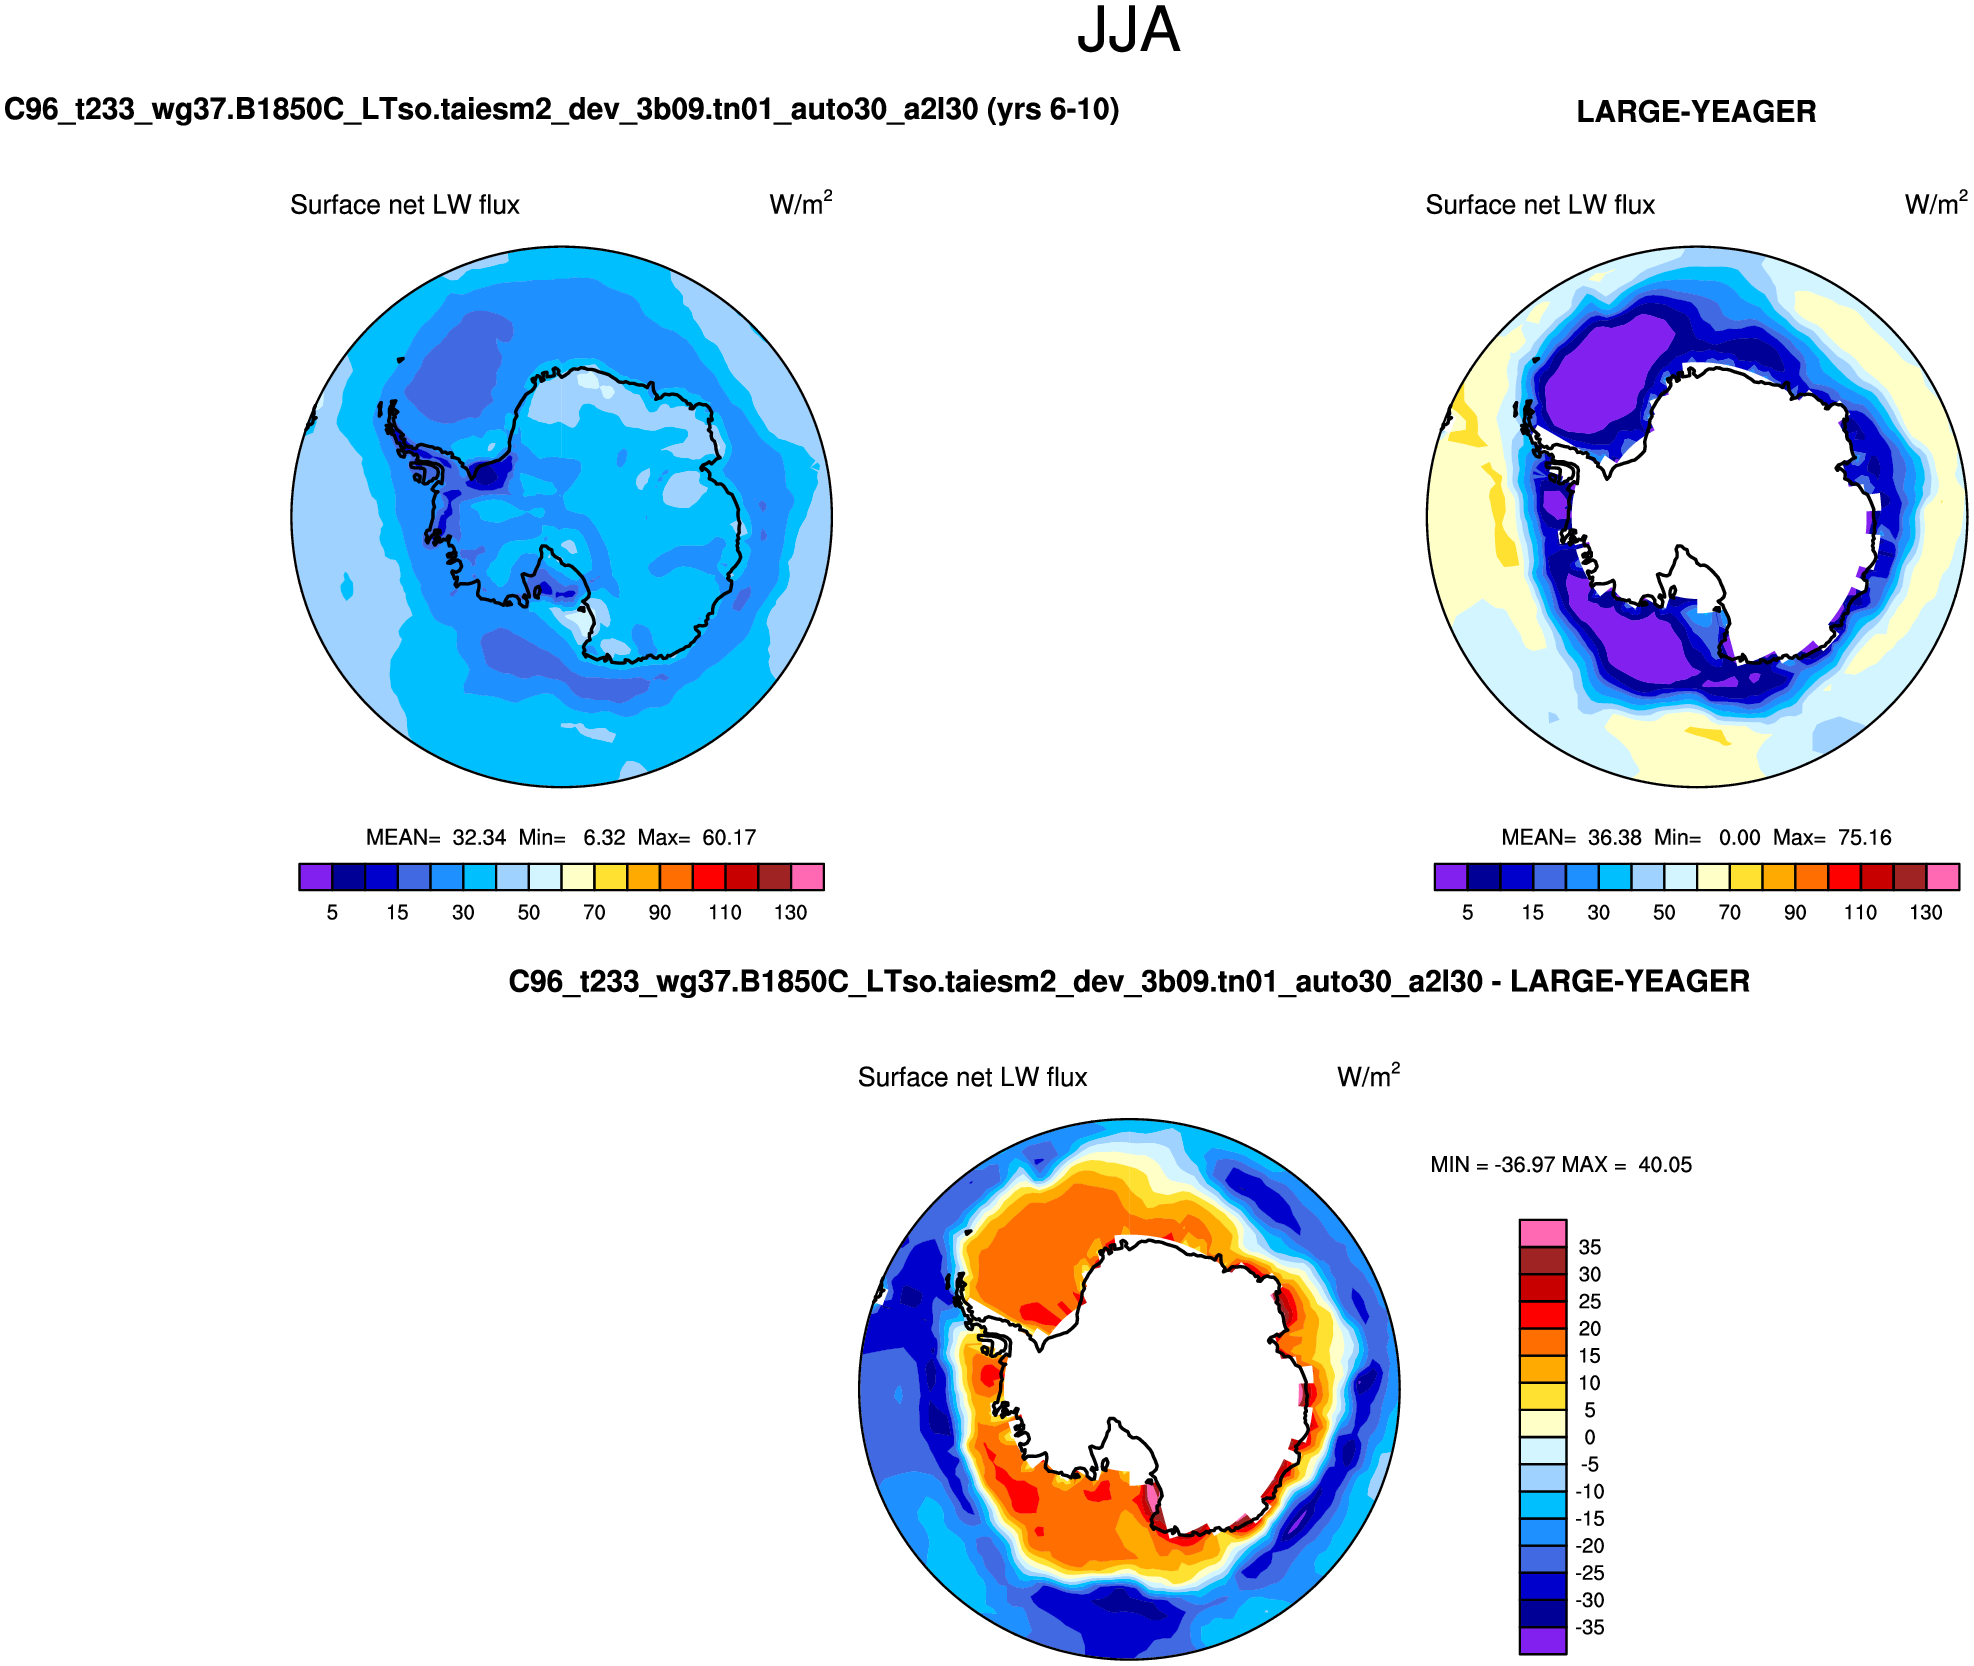 JJA
C96_t233_wg37.B1850C_LTso.taiesm2_dev_3b09.tn01_auto30_a2l30 (yrs 6-10)
LARGE-YEAGER
Surface net LW flux W/m2
Surface net LW flux W/m2
MEAN= 32.34 Min= 6.32 Max= 60.17
MEAN= 36.38 Min= 0.00 Max= 75.16
5 15 30 50 70 90 110 130
5 15 30 50 70 90 110 130
C96_t233_wg37.B1850C_LTso.taiesm2_dev_3b09.tn01_auto30_a2l30 - LARGE-YEAGER
Surface net LW flux W/m2
MIN = -36.97 MAX = 40.05
35
30
25
20
15
10
5
0
-5
-10
-15
-20
-25
-30
-35